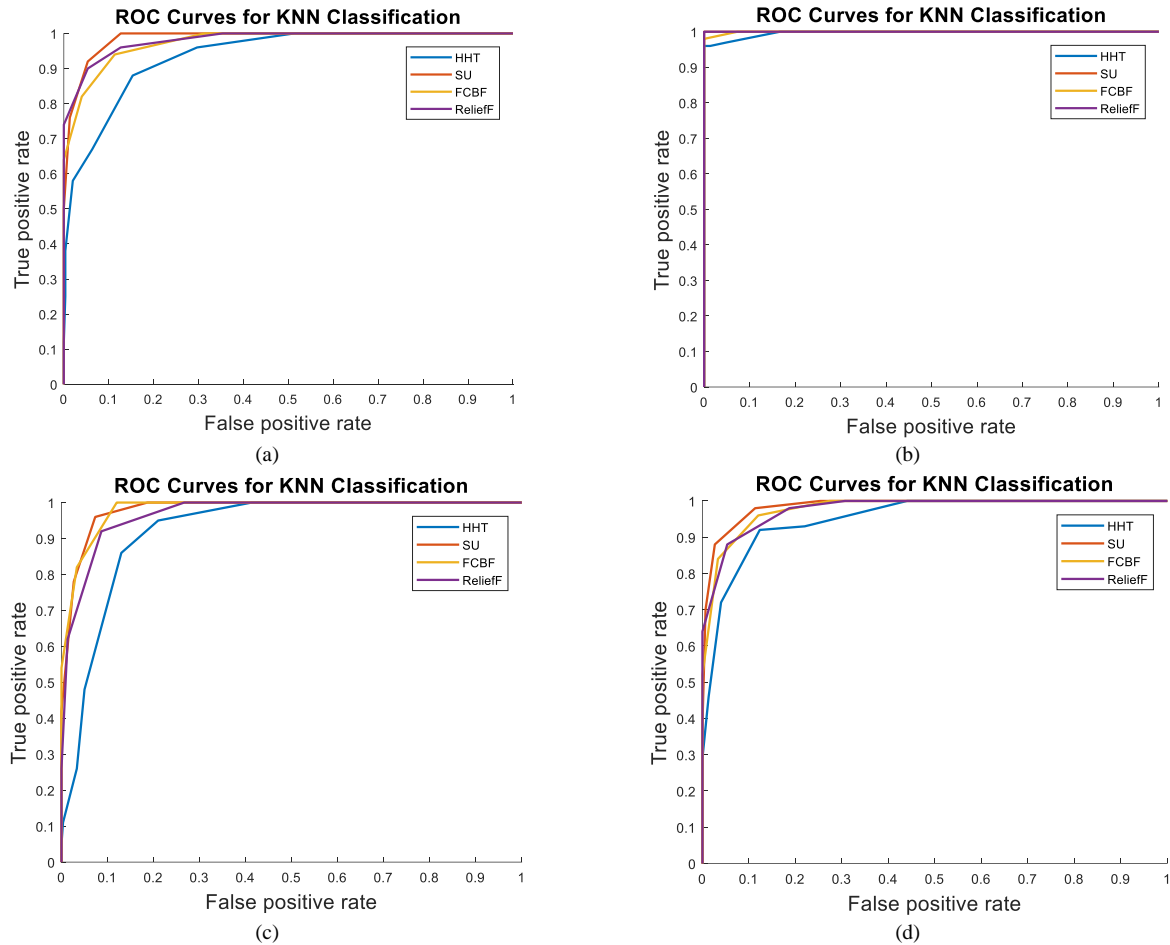 ROC Curves for KNN Classification
1
0.9
0.8
0.7
0.6
0.5
0.4
0.3
0.2
0.1
0
True positive rate
HHT
SU
FCBF
ReliefF
0 0.1 0.2 0.3 0.4 0.5 0.6 0.7 0.8 0.9 1
False positive rate
(a)
ROC Curves for KNN Classification
1
0.9
0.8
0.7
0.6
0.5
0.4
0.3
0.2
0.1
0
True positive rate
HHT
SU
FCBF
ReliefF
0 0.1 0.2 0.3 0.4 0.5 0.6 0.7 0.8 0.9 1
False positive rate
(b)
ROC Curves for KNN Classification
1
0.9
0.8
0.7
0.6
0.5
0.4
0.3
0.2
0.1
0
True positive rate
HHT
SU
FCBF
ReliefF
0 0.1 0.2 0.3 0.4 0.5 0.6 0.7 0.8 0.9 1
False positive rate
(c)
ROC Curves for KNN Classification
1
0.9
0.8
0.7
0.6
0.5
0.4
0.3
0.2
0.1
0
True positive rate
HHT
SU
FCBF
ReliefF
0 0.1 0.2 0.3 0.4 0.5 0.6 0.7 0.8 0.9 1
False positive rate
(d)